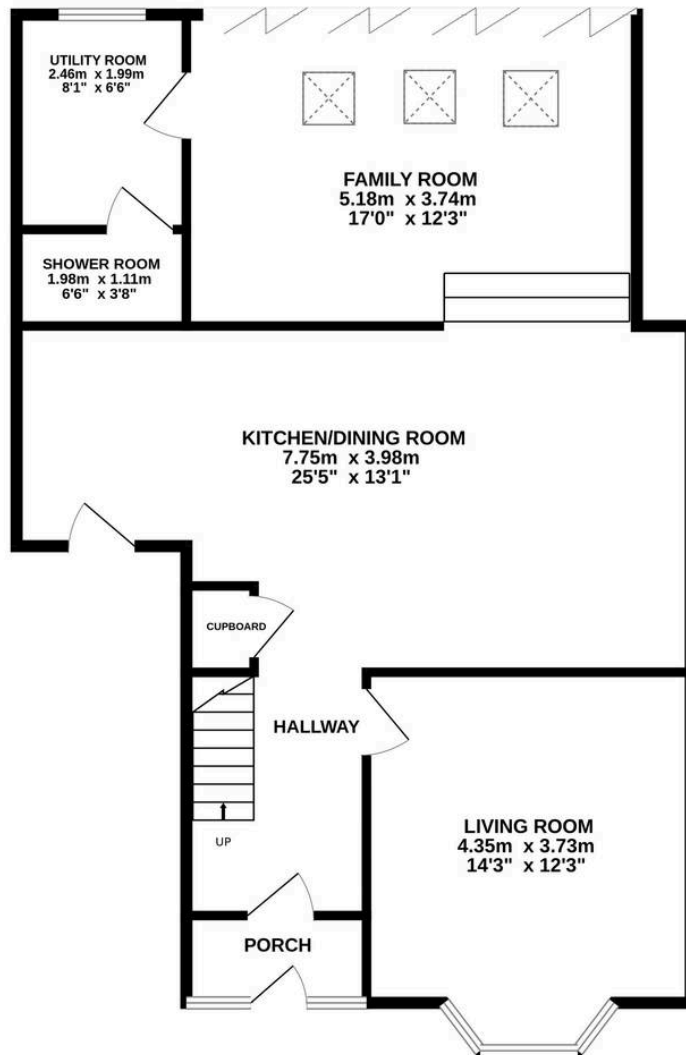 UTILITY ROOM
2.46m x 1.99m
8'1" x 6'6"
FAMILY ROOM
5.18m x 3.74m
17'0" x 12'3"
SHOWER ROOM
1.98m x 1.11m
6'6" x 3'8"
KITCHEN/DINING ROOM
7.75m x 3.98m
25'5" x 13'1"
CUPBOARD
HALLWAY
UP
LIVING ROOM
4.35m x 3.73m
14'3" x 12'3"
PORCH